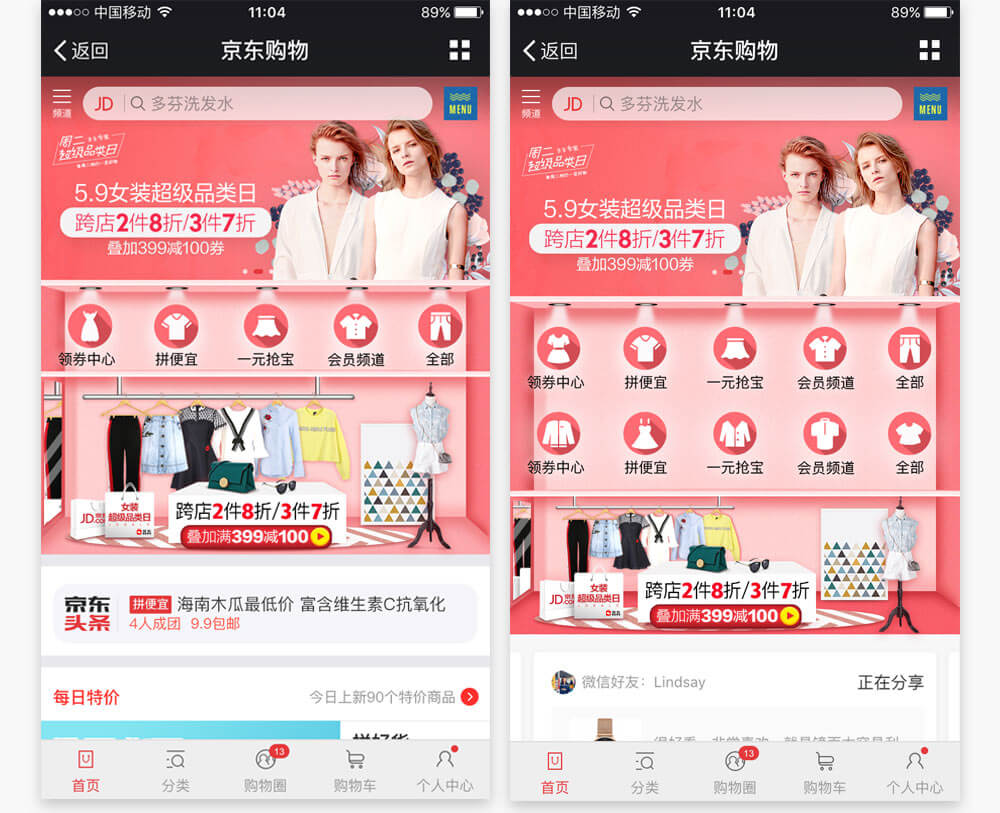 中国移动 11:04 89%
返回 京东购物
频道 JD 多芬洗发水 MENU
周二
超级品类日
5.9女装超级品类日
跨店2件8折/3件7折
叠加399减100券
领券中心 拼便宜 一元抢宝 会员频道 全部
JD 女装
超级品类日
跨店2件8折/3件7折
叠加满399减100
京东头条 拼便宜 海南木瓜最低价 富含维生素C抗氧化
4人成团 9.9包邮
每日特价 今日上新90个特价商品
拼好货
13
首页 分类 购物圈 购物车 个人中心
中国移动 11:04 89%
返回 京东购物
频道 JD 多芬洗发水 MENU
周二
超级品类日
5.9女装超级品类日
跨店2件8折/3件7折
叠加399减100券
领券中心 拼便宜 一元抢宝 会员频道 全部
领券中心 拼便宜 一元抢宝 会员频道 全部
JD 女装
超级品类日
跨店2件8折/3件7折
叠加满399减100
微信好友：Lindsay 正在分享
13
首页 分类 购物圈 购物车 个人中心